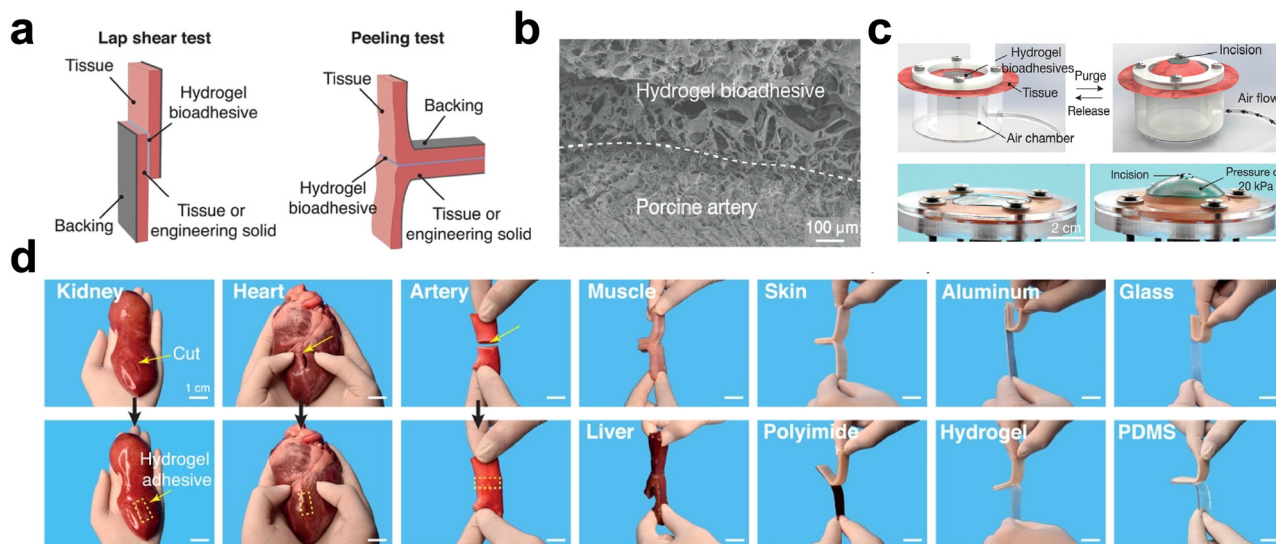 a
Lap shear test
Tissue
Hydrogel
bioadhesive
Backing
Tissue or
engineering solid
Peeling test
Tissue
Backing
Hydrogel
bioadhesive
Tissue or
engineering solid
b
Hydrogel bioadhesive
Porcine artery
100 µm
c
Hydrogel
bioadhesives
Tissue
Air chamber
Purge
Release
Incision
Air flow
Incision
Pressure o
20 kPa
2 cm
d
Kidney
Cut
1 cm
Heart
Artery
Muscle
Skin
Aluminum
Glass
Hydrogel
adhesive
Liver
Polyimide
Hydrogel
PDMS